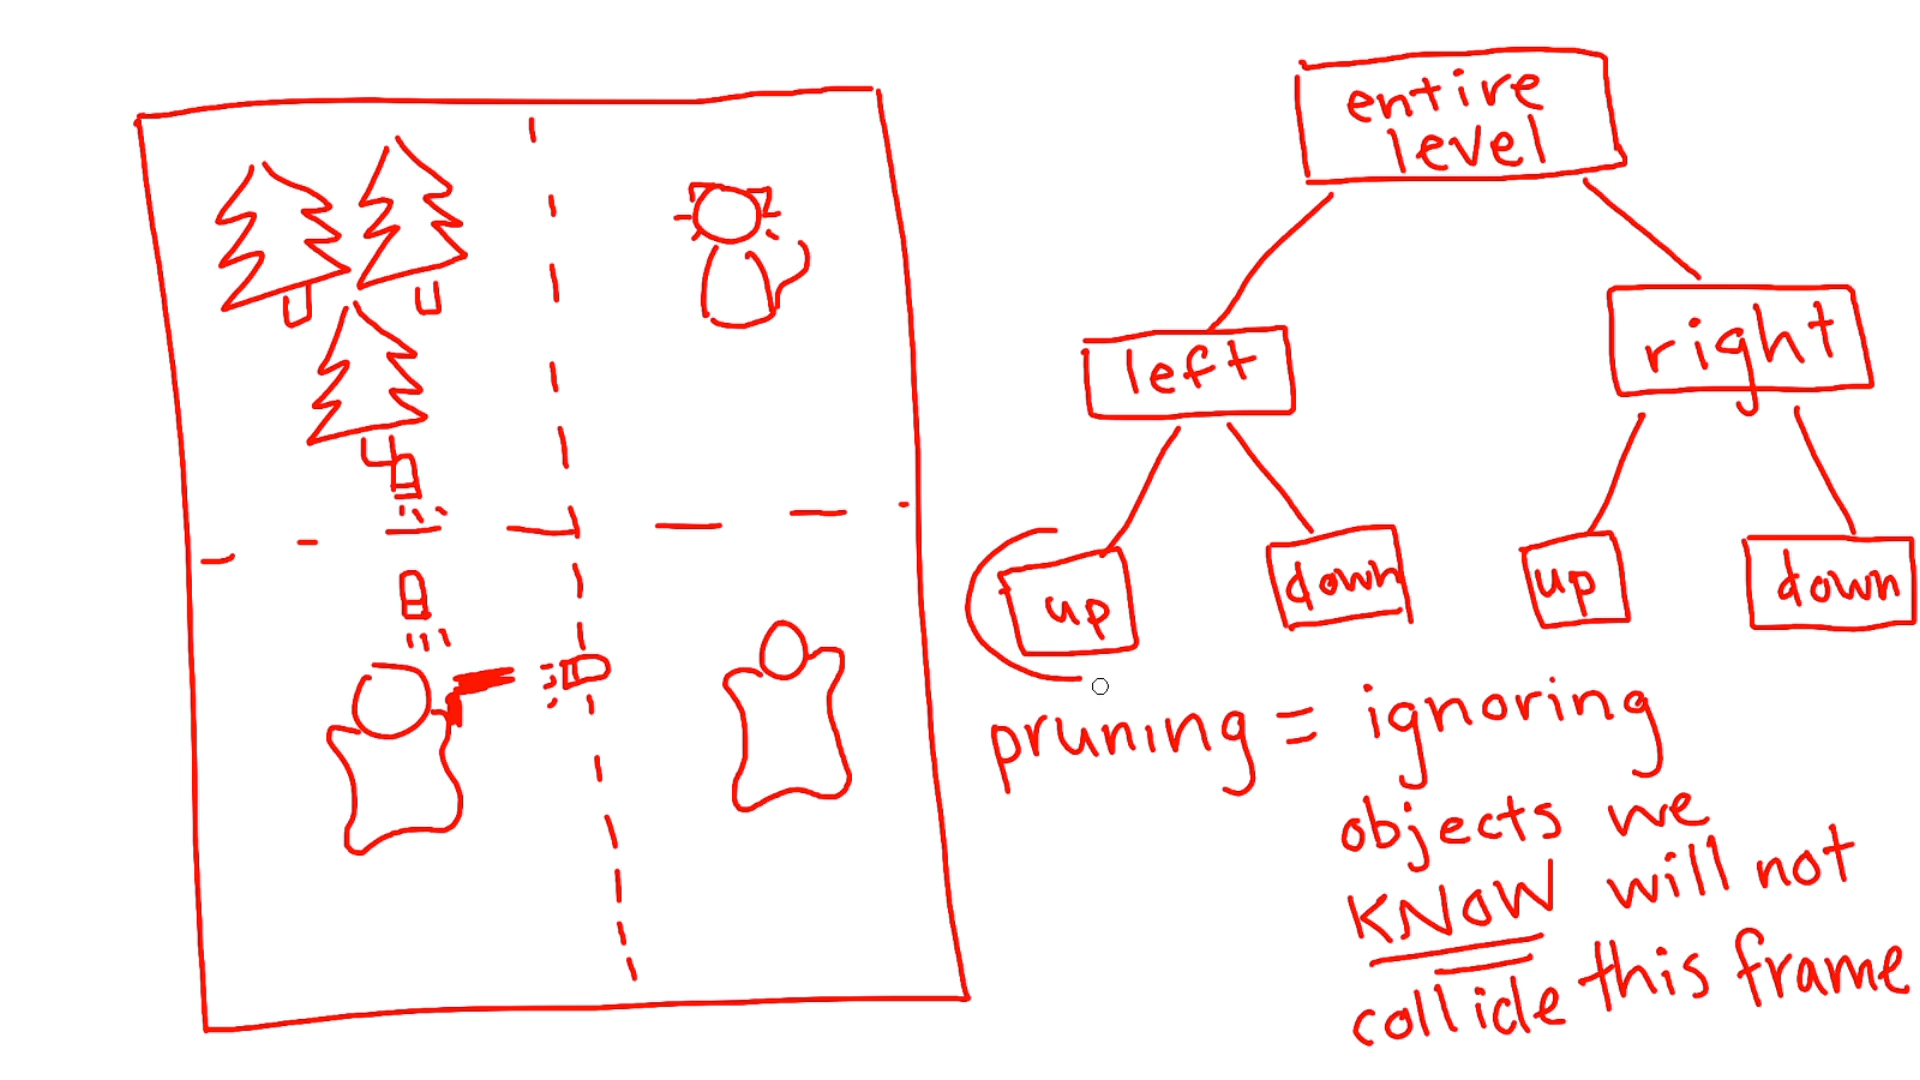 entire
level
left
right
up
down
up
down
pruning = ignoring
objects we
KNOW will not
collide this frame